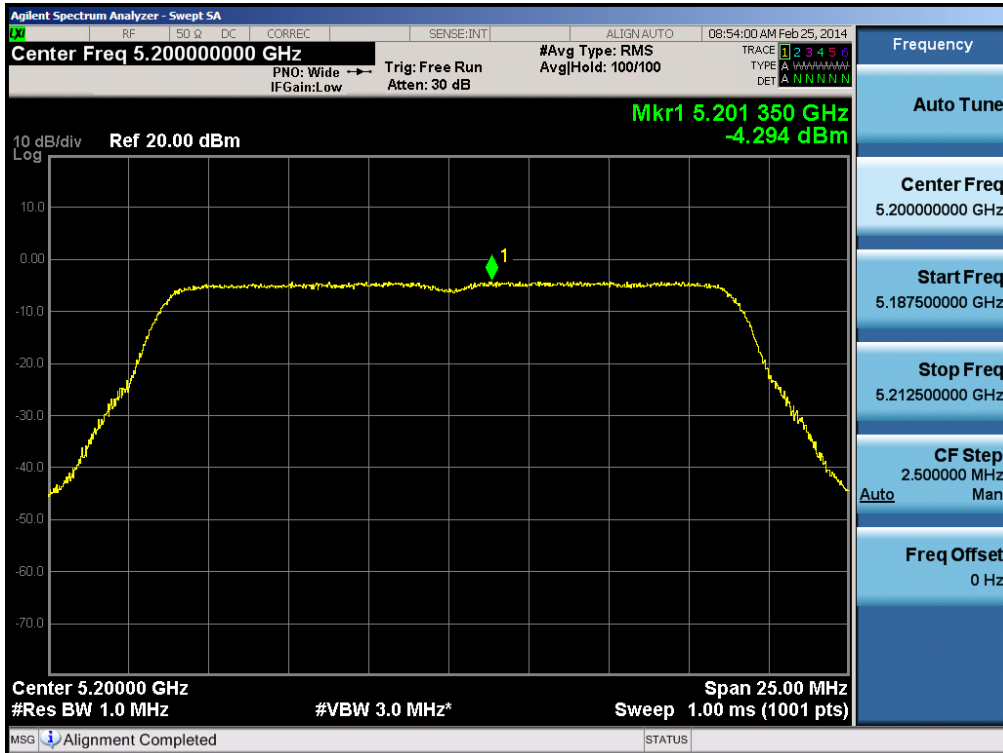 Agilent Spectrum Analyzer - Swept SA
LXI RF 50 Ω DC CORREC SENSE:INT ALIGN AUTO 08:54:00 AM Feb 25, 2014
Center Freq 5.200000000 GHz
PNO: Wide
IFGain:Low
Trig: Free Run
Atten: 30 dB
#Avg Type: RMS
Avg|Hold: 100/100
TRACE 1 2 3 4 5 6
TYPE A WWWWW
DET A N N N N N
Mkr1 5.201 350 GHz
-4.294 dBm
10 dB/div Ref 20.00 dBm
Log
10.0
0.00
-10.0
-20.0
-30.0
-40.0
-50.0
-60.0
-70.0
1
Center 5.20000 GHz Span 25.00 MHz
#Res BW 1.0 MHz #VBW 3.0 MHz* Sweep 1.00 ms (1001 pts)
MSG Alignment Completed STATUS
Frequency
Auto Tune
Center Freq
5.200000000 GHz
Start Freq
5.187500000 GHz
Stop Freq
5.212500000 GHz
CF Step
2.500000 MHz
Auto Man
Freq Offset
0 Hz